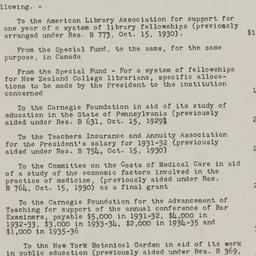 llowing. -
To the American Library Association for support for
one year of a system of library fellowships (previously
arranged under Res. B 773, Oct. 15, 1930). $1
From the Special Fund, to the same, for the same
purpose, in Canada
From the Special Fund - For a system of fellowships
for New Zealand College librarians, specific alloca-
tions to be made by the President to the institution
concerned 1
To the Carnegie Foundation in aid of its study of
education in the State of Pennsylvania (previously
aided under Res. B 631, Oct. 15, 1929) 2
To the Teachers Insurance and Annuity Association
for the President's salary for 1931-32 (previously
aided under Res. B 754, Oct. 15, 1930) 2
To the Committee on the Costs of Medical Care in aid
of a study of the economic factors involved in the
practice of medicine, (previously aided under Res.
B 764, Oct. 15, 1930) as a final grant 2
To the Carnegie Foundation for the Advancement of
Teaching for support of the annual conference of Bar
Examiners, payable $5,000 in 1931-32, $4,000 in
1932-33, $3,000 in 1933-34, $2,000 in 1934-35 and
$1,000 in 1935-36
To the New York Botanical Garden in aid of its work
in public education (previously under Res. B 369,